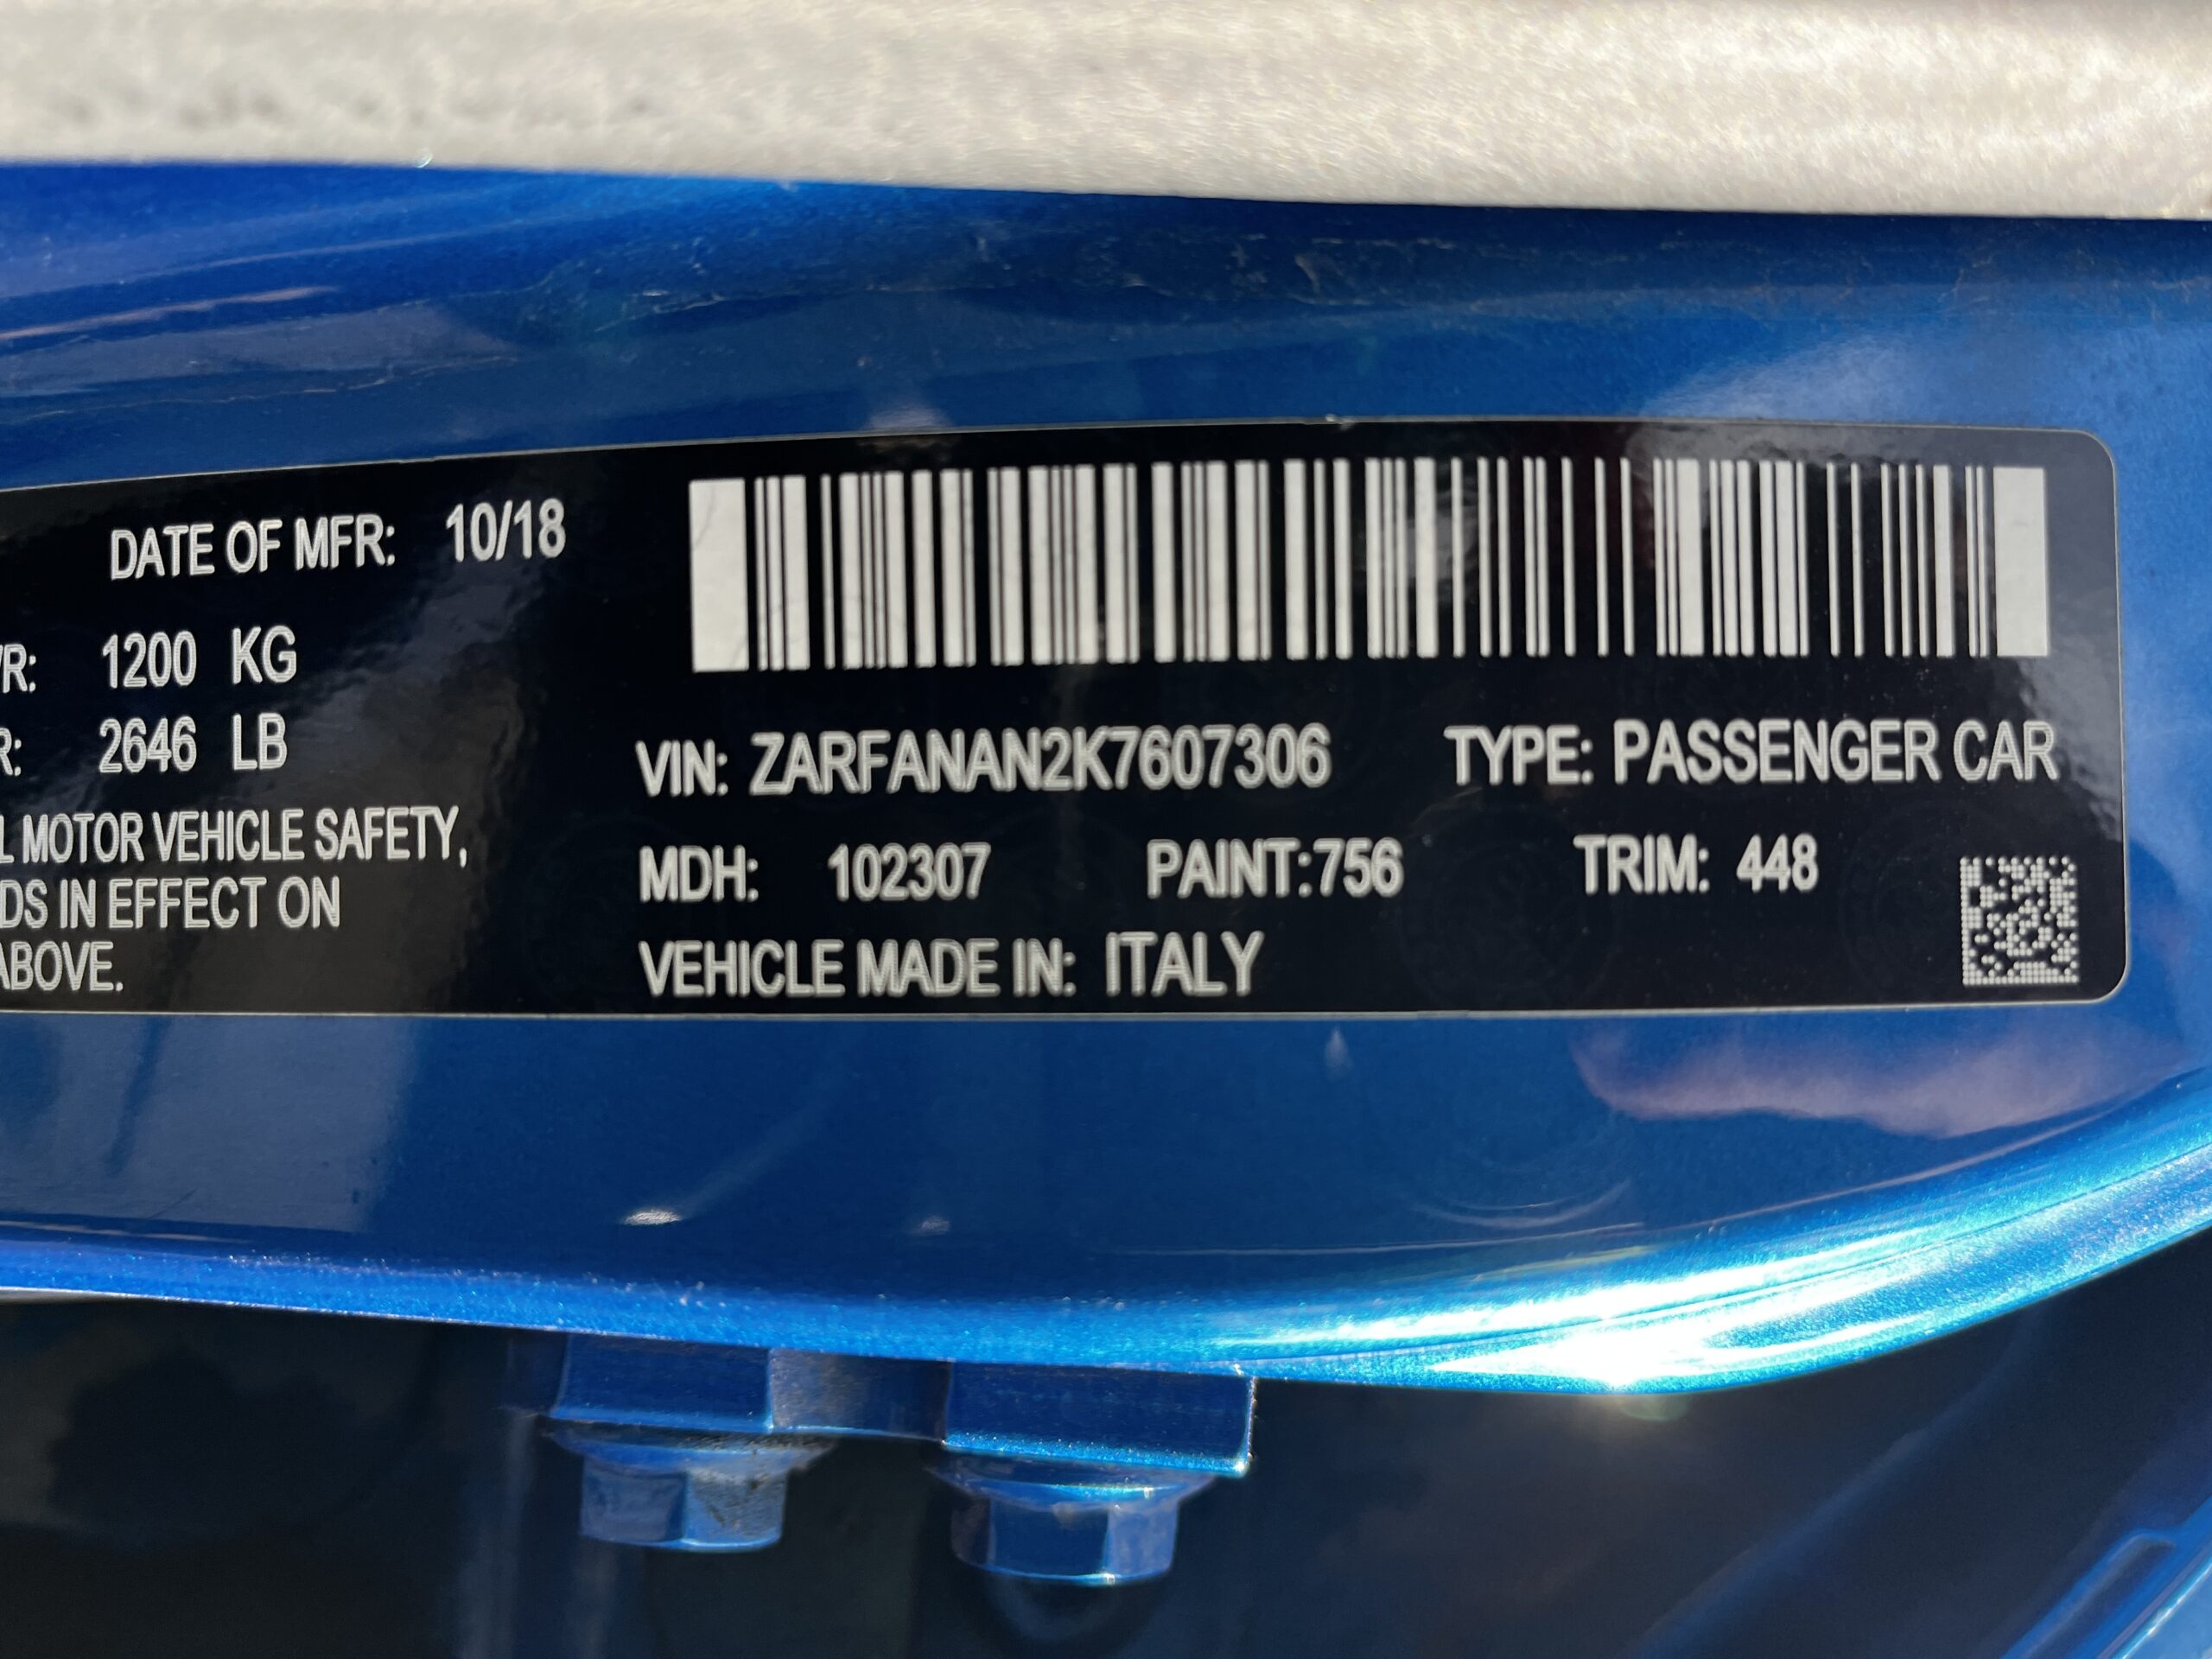 DATE OF MFR: 10/18
R: 1200 KG
R: 2646 LB
MOTOR VEHICLE SAFETY,
DS IN EFFECT ON
ABOVE.
VIN: ZARFANAN2K7607306 TYPE: PASSENGER CAR
MDH: 102307 PAINT:756 TRIM: 448
VEHICLE MADE IN: ITALY